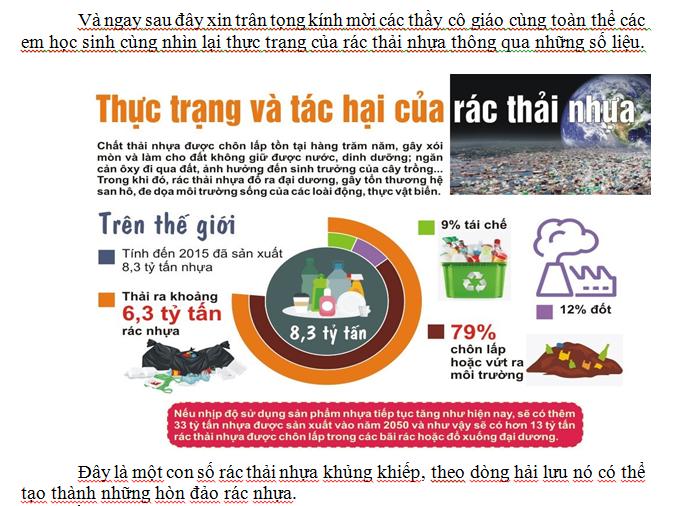 Và ngay sau đây xin trân tọng kính mời các thầy cô giáo cùng toàn thể các
em học sinh cùng nhìn lại thực trạng của rác thải nhựa thông qua những số liệu.
Thực trạng và tác hại của rác thải nhựa
Chất thải nhựa được chôn lấp tồn tại hàng trăm năm, gây xói
mòn và làm cho đất không giữ được nước, dinh dưỡng; ngăn
cản ôxy đi qua đất, ảnh hưởng đến sinh trưởng của cây trồng...
Trong khi đó, rác thải nhựa đổ ra đại dương, gây tổn thương hệ
san hô, đe dọa môi trường sống của các loài động, thực vật biển.
Trên thế giới
Tính đến 2015 đã sản xuất
8,3 tỷ tấn nhựa
Thải ra khoảng
6,3 tỷ tấn
rác nhựa
8,3 tỷ tấn
9% tái chế
12% đốt
79%
chôn lấp
hoặc vứt ra
môi trường
Nếu nhịp độ sử dụng sản phẩm nhựa tiếp tục tăng như hiện nay, sẽ có thêm
33 tỷ tấn nhựa được sản xuất vào năm 2050 và như vậy sẽ có hơn 13 tỷ tấn
rác thải nhựa được chôn lấp trong các bãi rác hoặc đổ xuống đại dương.
Đây là một con số rác thải nhựa khủng khiếp, theo dòng hải lưu nó có thể
tạo thành những hòn đảo rác nhựa.